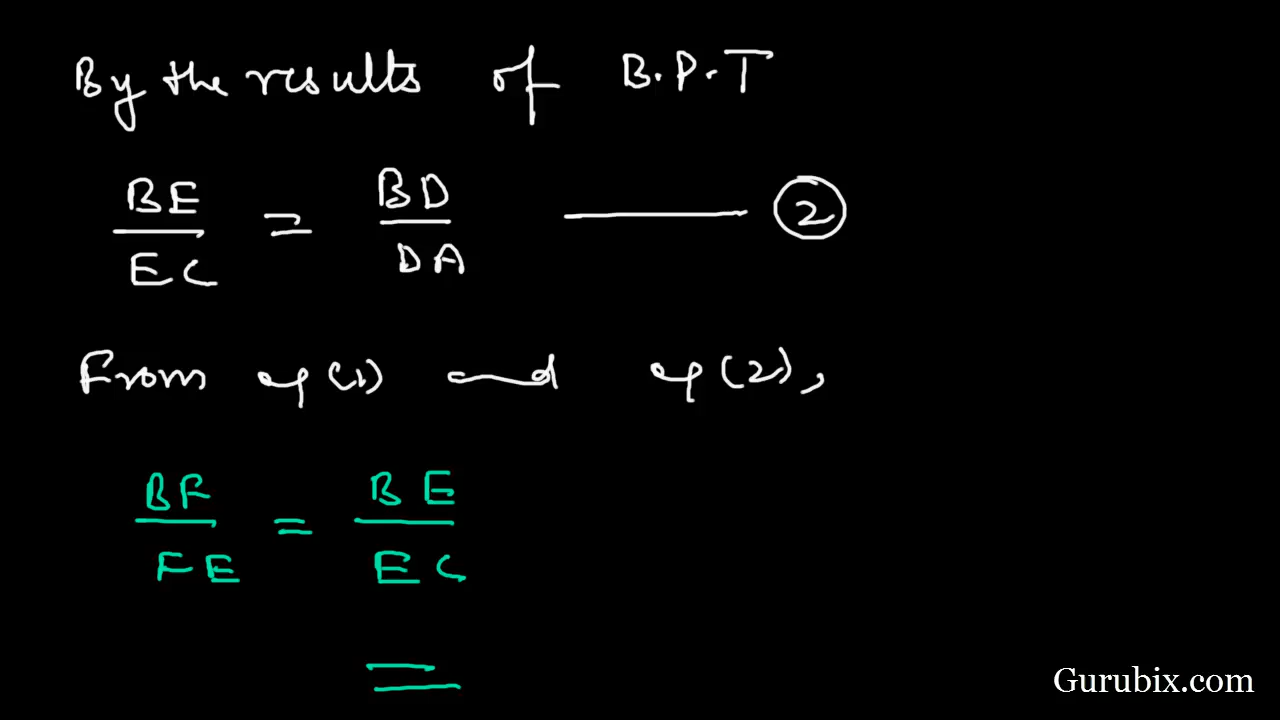 By the results of B.P.T
BE/EC = BD/DA ——— ②
From eq(1) and eq(2),
BF/FE = BE/EC
Gurubix.com